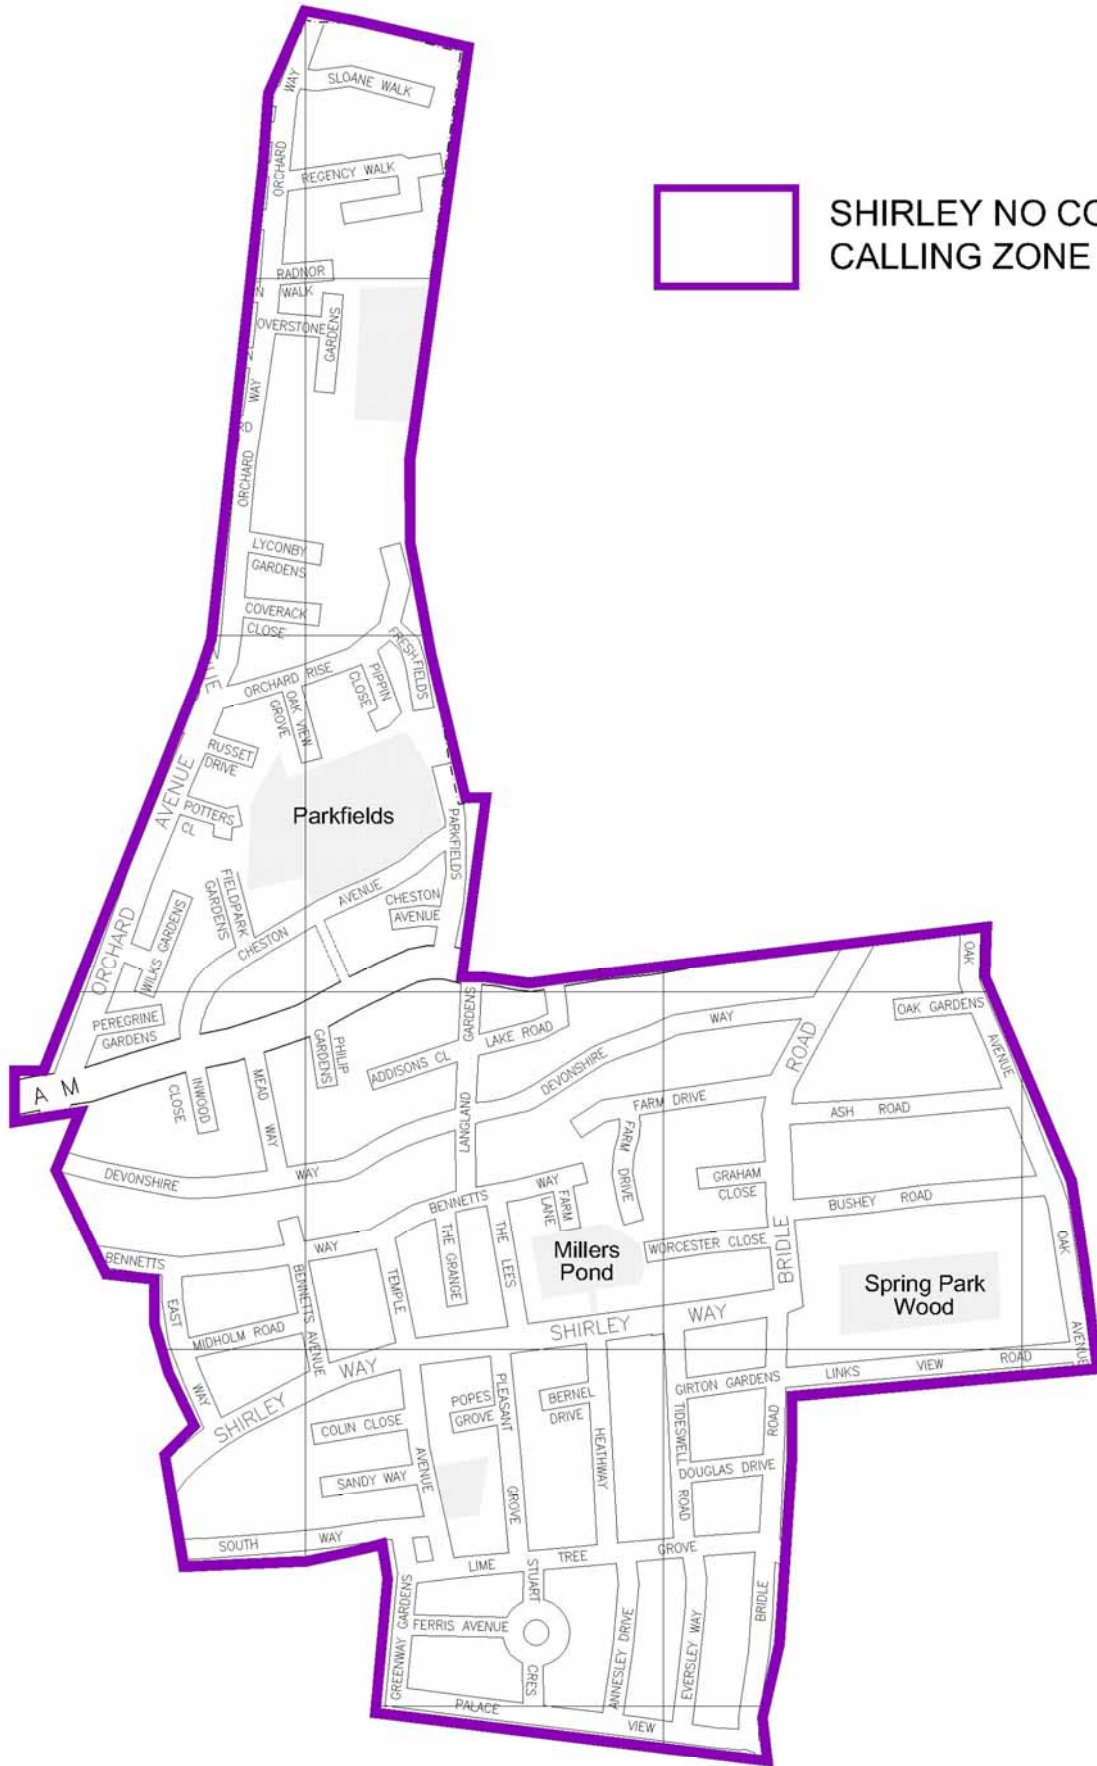 SHIRLEY NO CO
CALLING ZONE
WAY
SLOANE WALK
ORCHARD
REGENCY WALK
RADNOR
WALK
N
OVERSTONE
GARDENS
N
WAY
RD
ORCHARD
LYCONBY
GARDENS
COVERACK
CLOSE
FRESHFIELDS
UE
ORCHARD RISE
PIPPIN
CLOSE
OAK VIEW
GROVE
RUSSET
DRIVE
AVENUE
POTTERS
CL
Parkfields
PARKFIELDS
FIELDPARK
GARDENS
AVENUE
CHESTON
AVENUE
CHESTON
ORCHARD
WILKS GARDENS
PEREGRINE
GARDENS
A M
INWOOD
CLOSE
MEAD
WAY
PHILIP
GARDENS
ADDISONS CL
GARDENS
LANGLAND
LAKE ROAD
DEVONSHIRE
WAY
ROAD
OAK
OAK GARDENS
AVENUE
FARM DRIVE
FARM
DRIVE
ASH ROAD
DEVONSHIRE
WAY
GRAHAM
CLOSE
BUSHEY ROAD
BENNETTS
WAY
FARM
LANE
THE GRANGE
THE LEES
Millers
Pond
WORCESTER CLOSE
BRIDLE
Spring Park
Wood
OAK
AVENUE
BENNETTS
WAY
EAST
WAY
MIDHOLM ROAD
BENNETTS AVENUE
TEMPLE
SHIRLEY
WAY
SHIRLEY
WAY
LINKS VIEW ROAD
GIRTON GARDENS
POPES
GROVE
PLEASANT
GROVE
BERNEL
DRIVE
HEATHWAY
TIDESWELL
ROAD
ROAD
DOUGLAS DRIVE
COLIN CLOSE
SANDY WAY
AVENUE
SOUTH WAY
LIME
TREE
GROVE
STUART
CRES
GREENWAY GARDENS
FERRIS AVENUE
ANNESLEY DRIVE
EVERSLEY WAY
BRIDLE
PALACE
VIEW